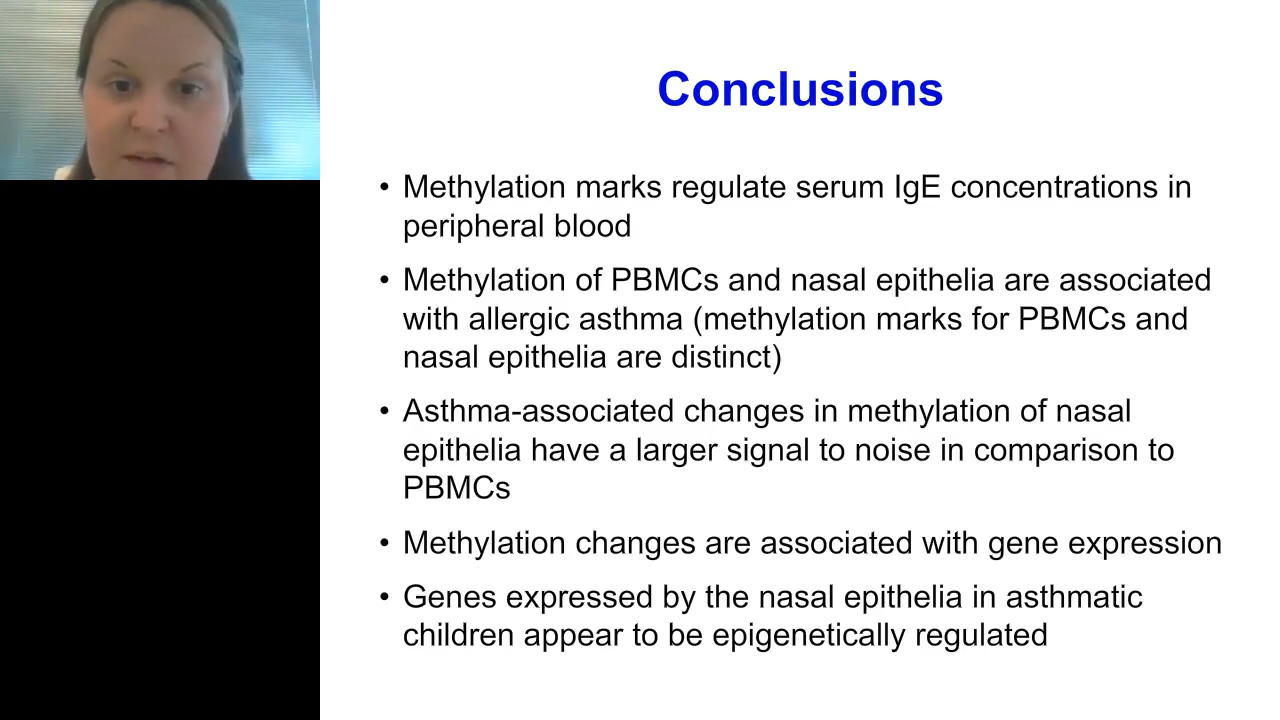 Conclusions
• Methylation marks regulate serum IgE concentrations in
peripheral blood
• Methylation of PBMCs and nasal epithelia are associated
with allergic asthma (methylation marks for PBMCs and
nasal epithelia are distinct)
• Asthma-associated changes in methylation of nasal
epithelia have a larger signal to noise in comparison to
PBMCs
• Methylation changes are associated with gene expression
• Genes expressed by the nasal epithelia in asthmatic
children appear to be epigenetically regulated